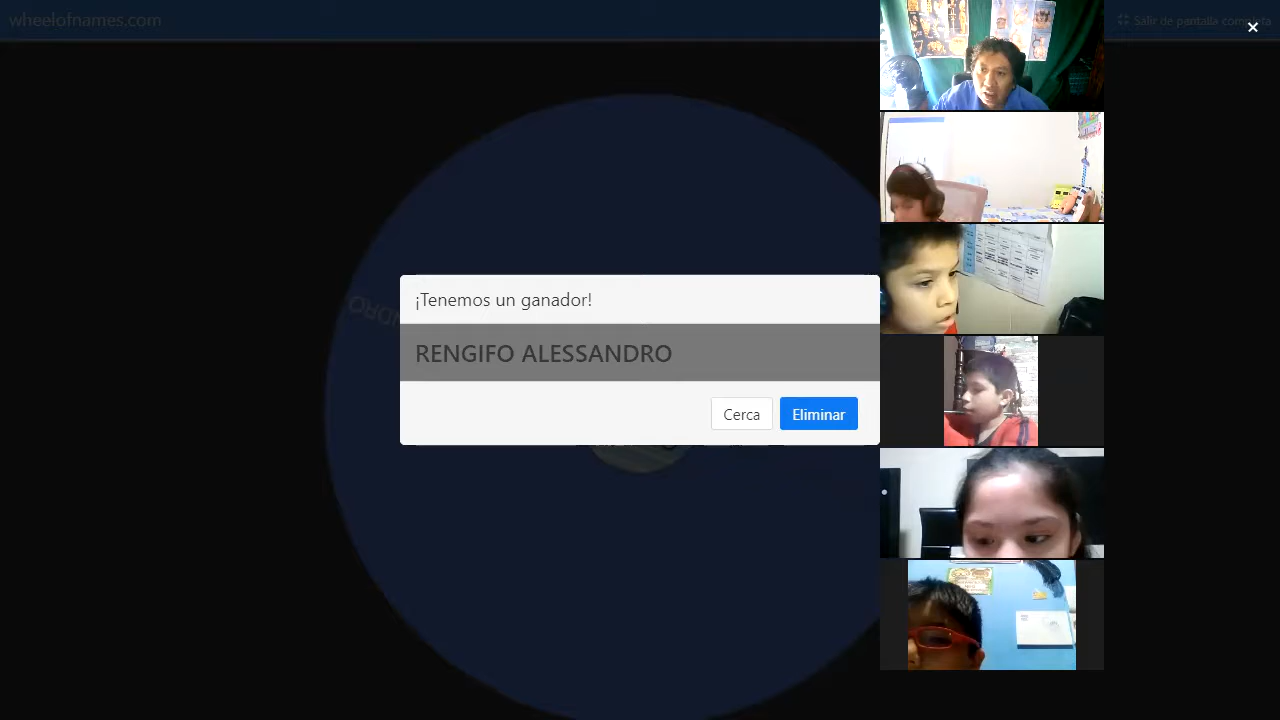 wheelofnames.com
Salir de pantalla completa
¡Tenemos un ganador!
RENGIFO ALESSANDRO
Cerca
Eliminar